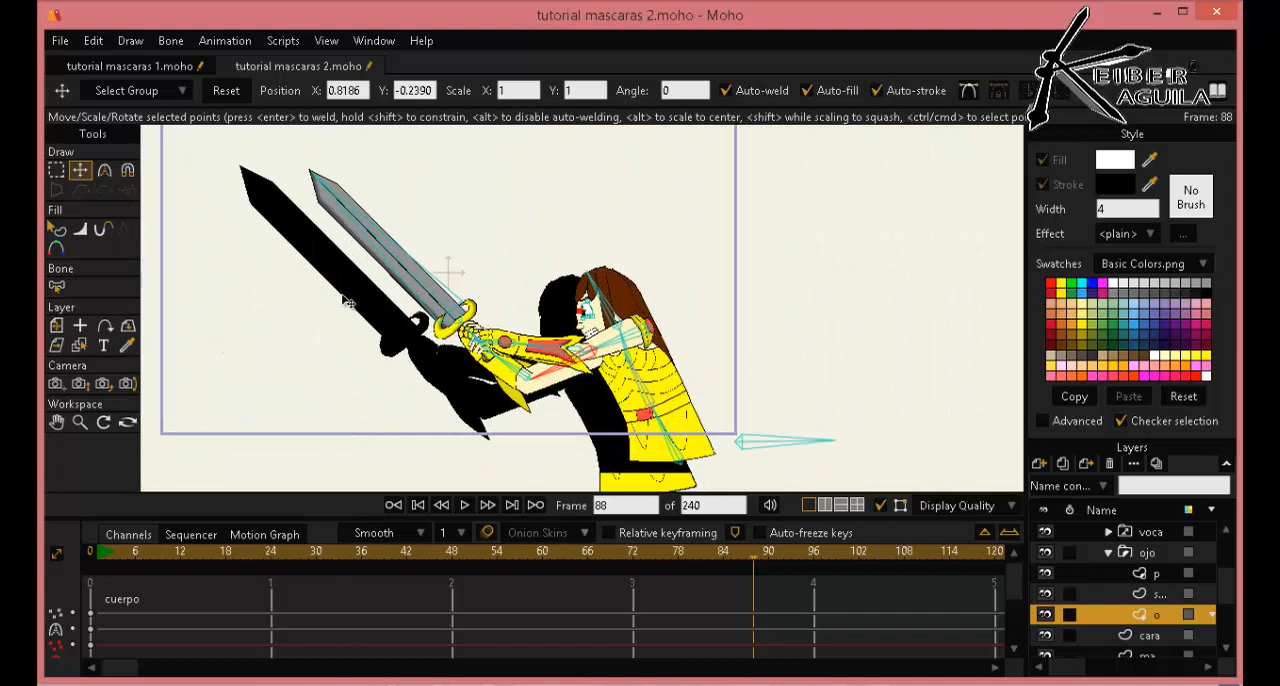 tutorial mascaras 2.moho - Moho
File Edit Draw Bone Animation Scripts View Window Help
EIBER
AGUILA
tutorial mascaras 1.moho tutorial mascaras 2.moho
Select Group Reset Position X: 0.8186 Y: -0.2390 Scale X: 1 Y: 1 Angle: 0 Auto-weld Auto-fill Auto-stroke
Move/Scale/Rotate selected points (press <enter> to weld, hold <shift> to constrain, <alt> to disable auto-welding, <alt> to scale to center, <shift> while scaling to squash, <ctrl/cmd> to select poi Frame: 88
Tools
Draw
Fill
Bone
Layer
T
Camera
Workspace
Style
Fill
Stroke
No
Brush
Width 4
Effect <plain> ...
Swatches Basic Colors.png
Copy Paste Reset
Advanced Checker selection
Layers
Name con...
Name
voca
ojo
p
s...
o
cara
Frame 88 of 240 Display Quality
Channels Sequencer Motion Graph Smooth 1 Onion Skins Relative keyframing Auto-freeze keys
0 6 12 18 24 30 36 42 48 54 60 66 72 78 84 90 96 102 108 114 120
0 1 2 3 4 5
cuerpo